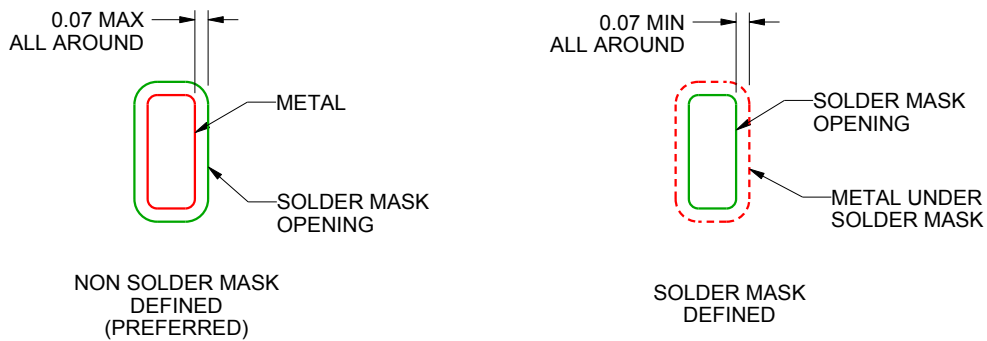 0.07 MAX
ALL AROUND
METAL
SOLDER MASK
OPENING
NON SOLDER MASK
DEFINED
(PREFERRED)
0.07 MIN
ALL AROUND
SOLDER MASK
OPENING
METAL UNDER
SOLDER MASK
SOLDER MASK
DEFINED